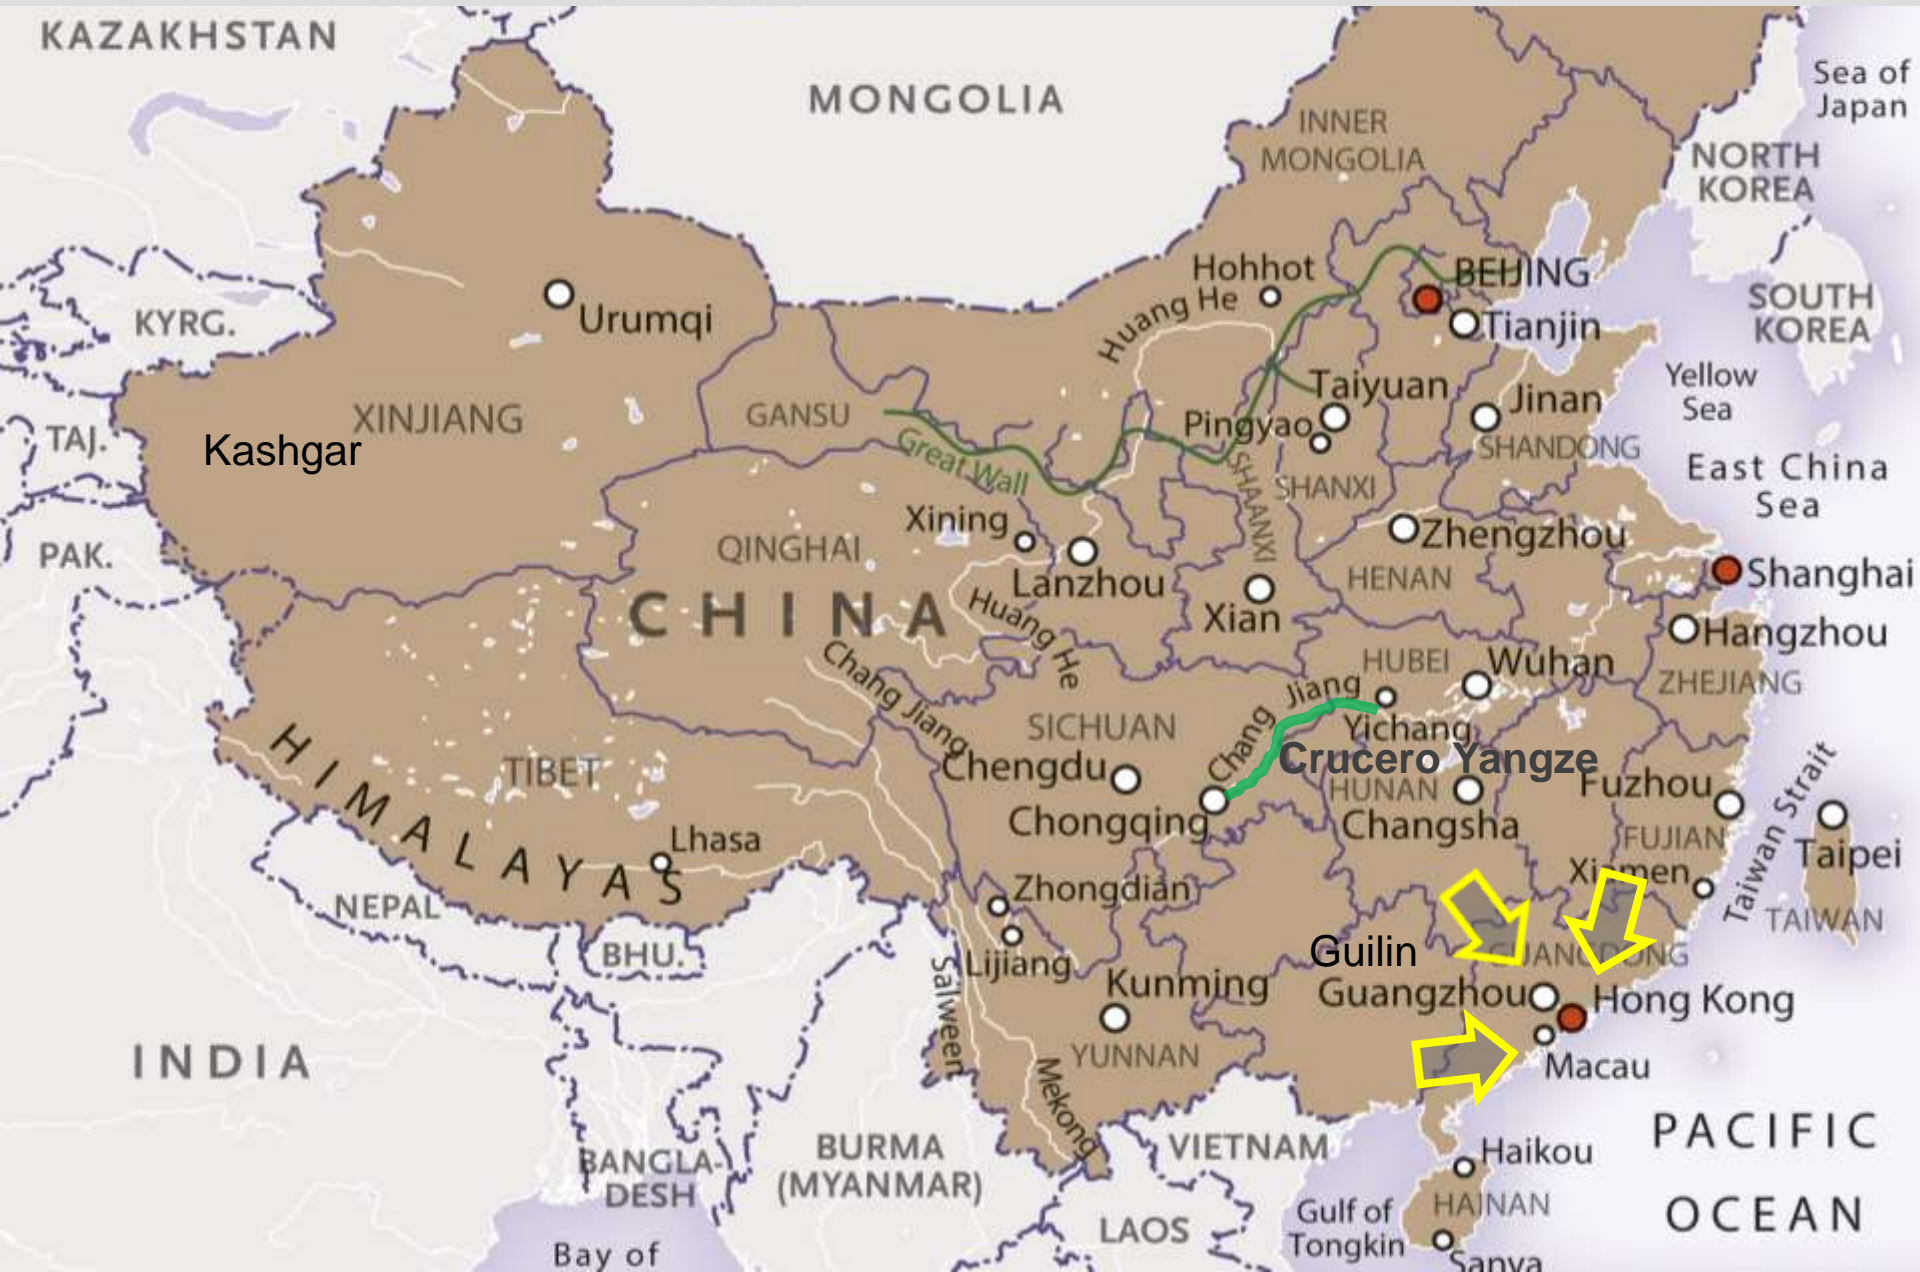 KAZAKHSTAN
MONGOLIA
Sea of
Japan
INNER
MONGOLIA
NORTH
KOREA
Hohhot
BEIJING
Huang He
Urumqi
KYRG.
Tianjin
SOUTH
KOREA
Taiyuan
Yellow
Sea
Jinan
XINJIANG
GANSU
Pingyao
Kashgar
TAJ.
Great Wall
SHAANXI
SHANDONG
East China
Sea
SHANXI
Xining
Zhengzhou
QINGHAI
PAK.
Lanzhou
HENAN
Shanghai
CHINA
Huang He
Xian
Hangzhou
Chang Jiang
HUBEI
Wuhan
ZHEJIANG
Chang Jiang
SICHUAN
Yichang
HIMALAYAS
TIBET
Chengdu
Crucero Yangze
Fuzhou
HUNAN
Chongqing
Changsha
FUJIAN
Taiwan Strait
Taipei
Lhasa
Xiamen
Zhongdian
NEPAL
TAIWAN
BHU.
Lijiang
Guilin
GUANGDONG
Salween
Kunming
Guangzhou
Hong Kong
INDIA
YUNNAN
Macau
Mekong
PACIFIC
OCEAN
BANGLA-
DESH
BURMA
(MYANMAR)
VIETNAM
Haikou
HAINAN
Gulf of
Tongkin
LAOS
Bay of
Sanya